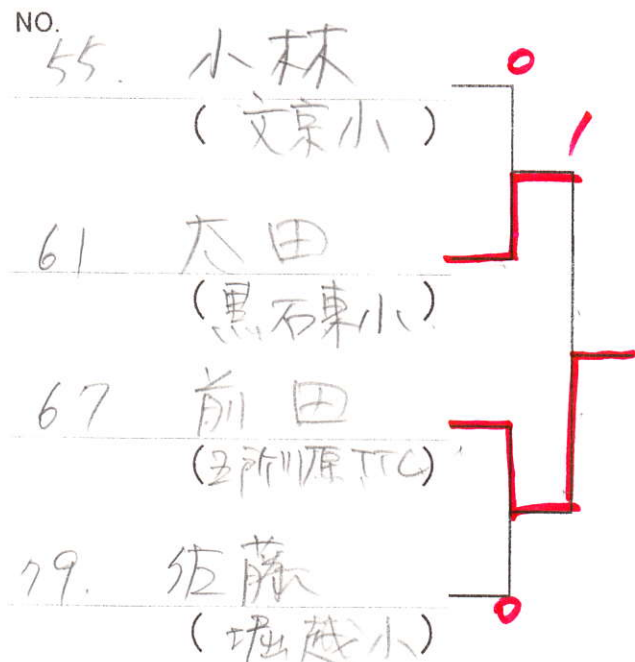 NO.
55. 小林 0
(文京小)
1
61 太田
(黒石東小)
67 前田
(五所川原TTC)
79. 佐藤
(堀越小) 0